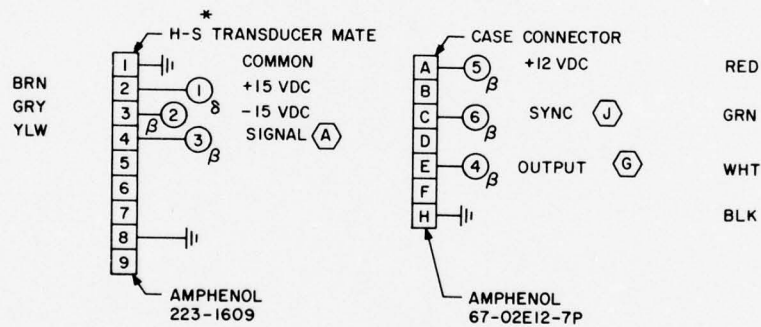 *
H-S TRANSDUCER MATE
1 COMMON
BRN 2 1 δ +15 VDC
GRY 3 β 2 -15 VDC
YLW 4 3 β SIGNAL A
5
6
7
8
9
AMPHENOL
223-1609
CASE CONNECTOR
A 5 β +12 VDC RED
B
C 6 β SYNC J GRN
D
E 4 β OUTPUT G WHT
F
H BLK
AMPHENOL
67-02E12-7P